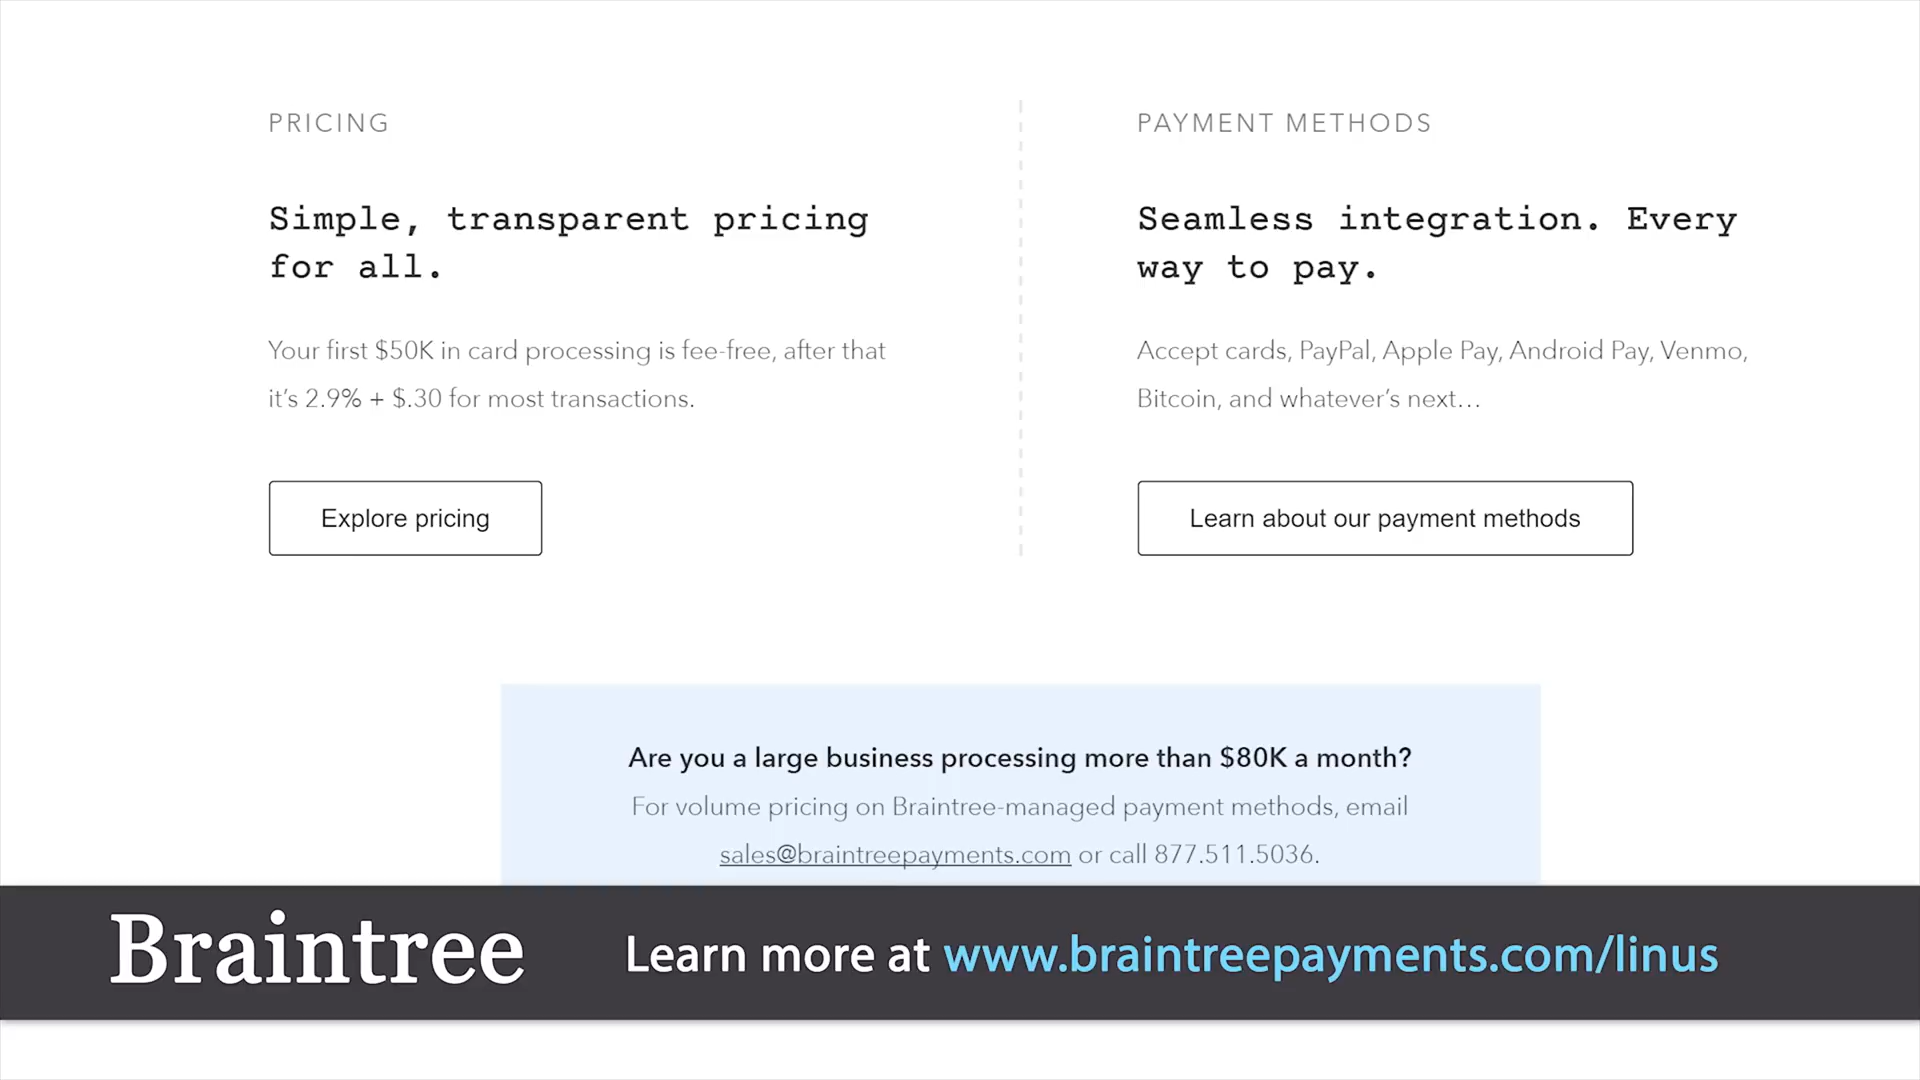 PRICING
Simple, transparent pricing
for all.
Your first $50K in card processing is fee-free, after that
it’s 2.9% + $.30 for most transactions.
Explore pricing
PAYMENT METHODS
Seamless integration. Every
way to pay.
Accept cards, PayPal, Apple Pay, Android Pay, Venmo,
Bitcoin, and whatever’s next…
Learn about our payment methods
Are you a large business processing more than $80K a month?
For volume pricing on Braintree-managed payment methods, email
sales@braintreepayments.com or call 877.511.5036.
Braintree
Learn more at www.braintreepayments.com/linus